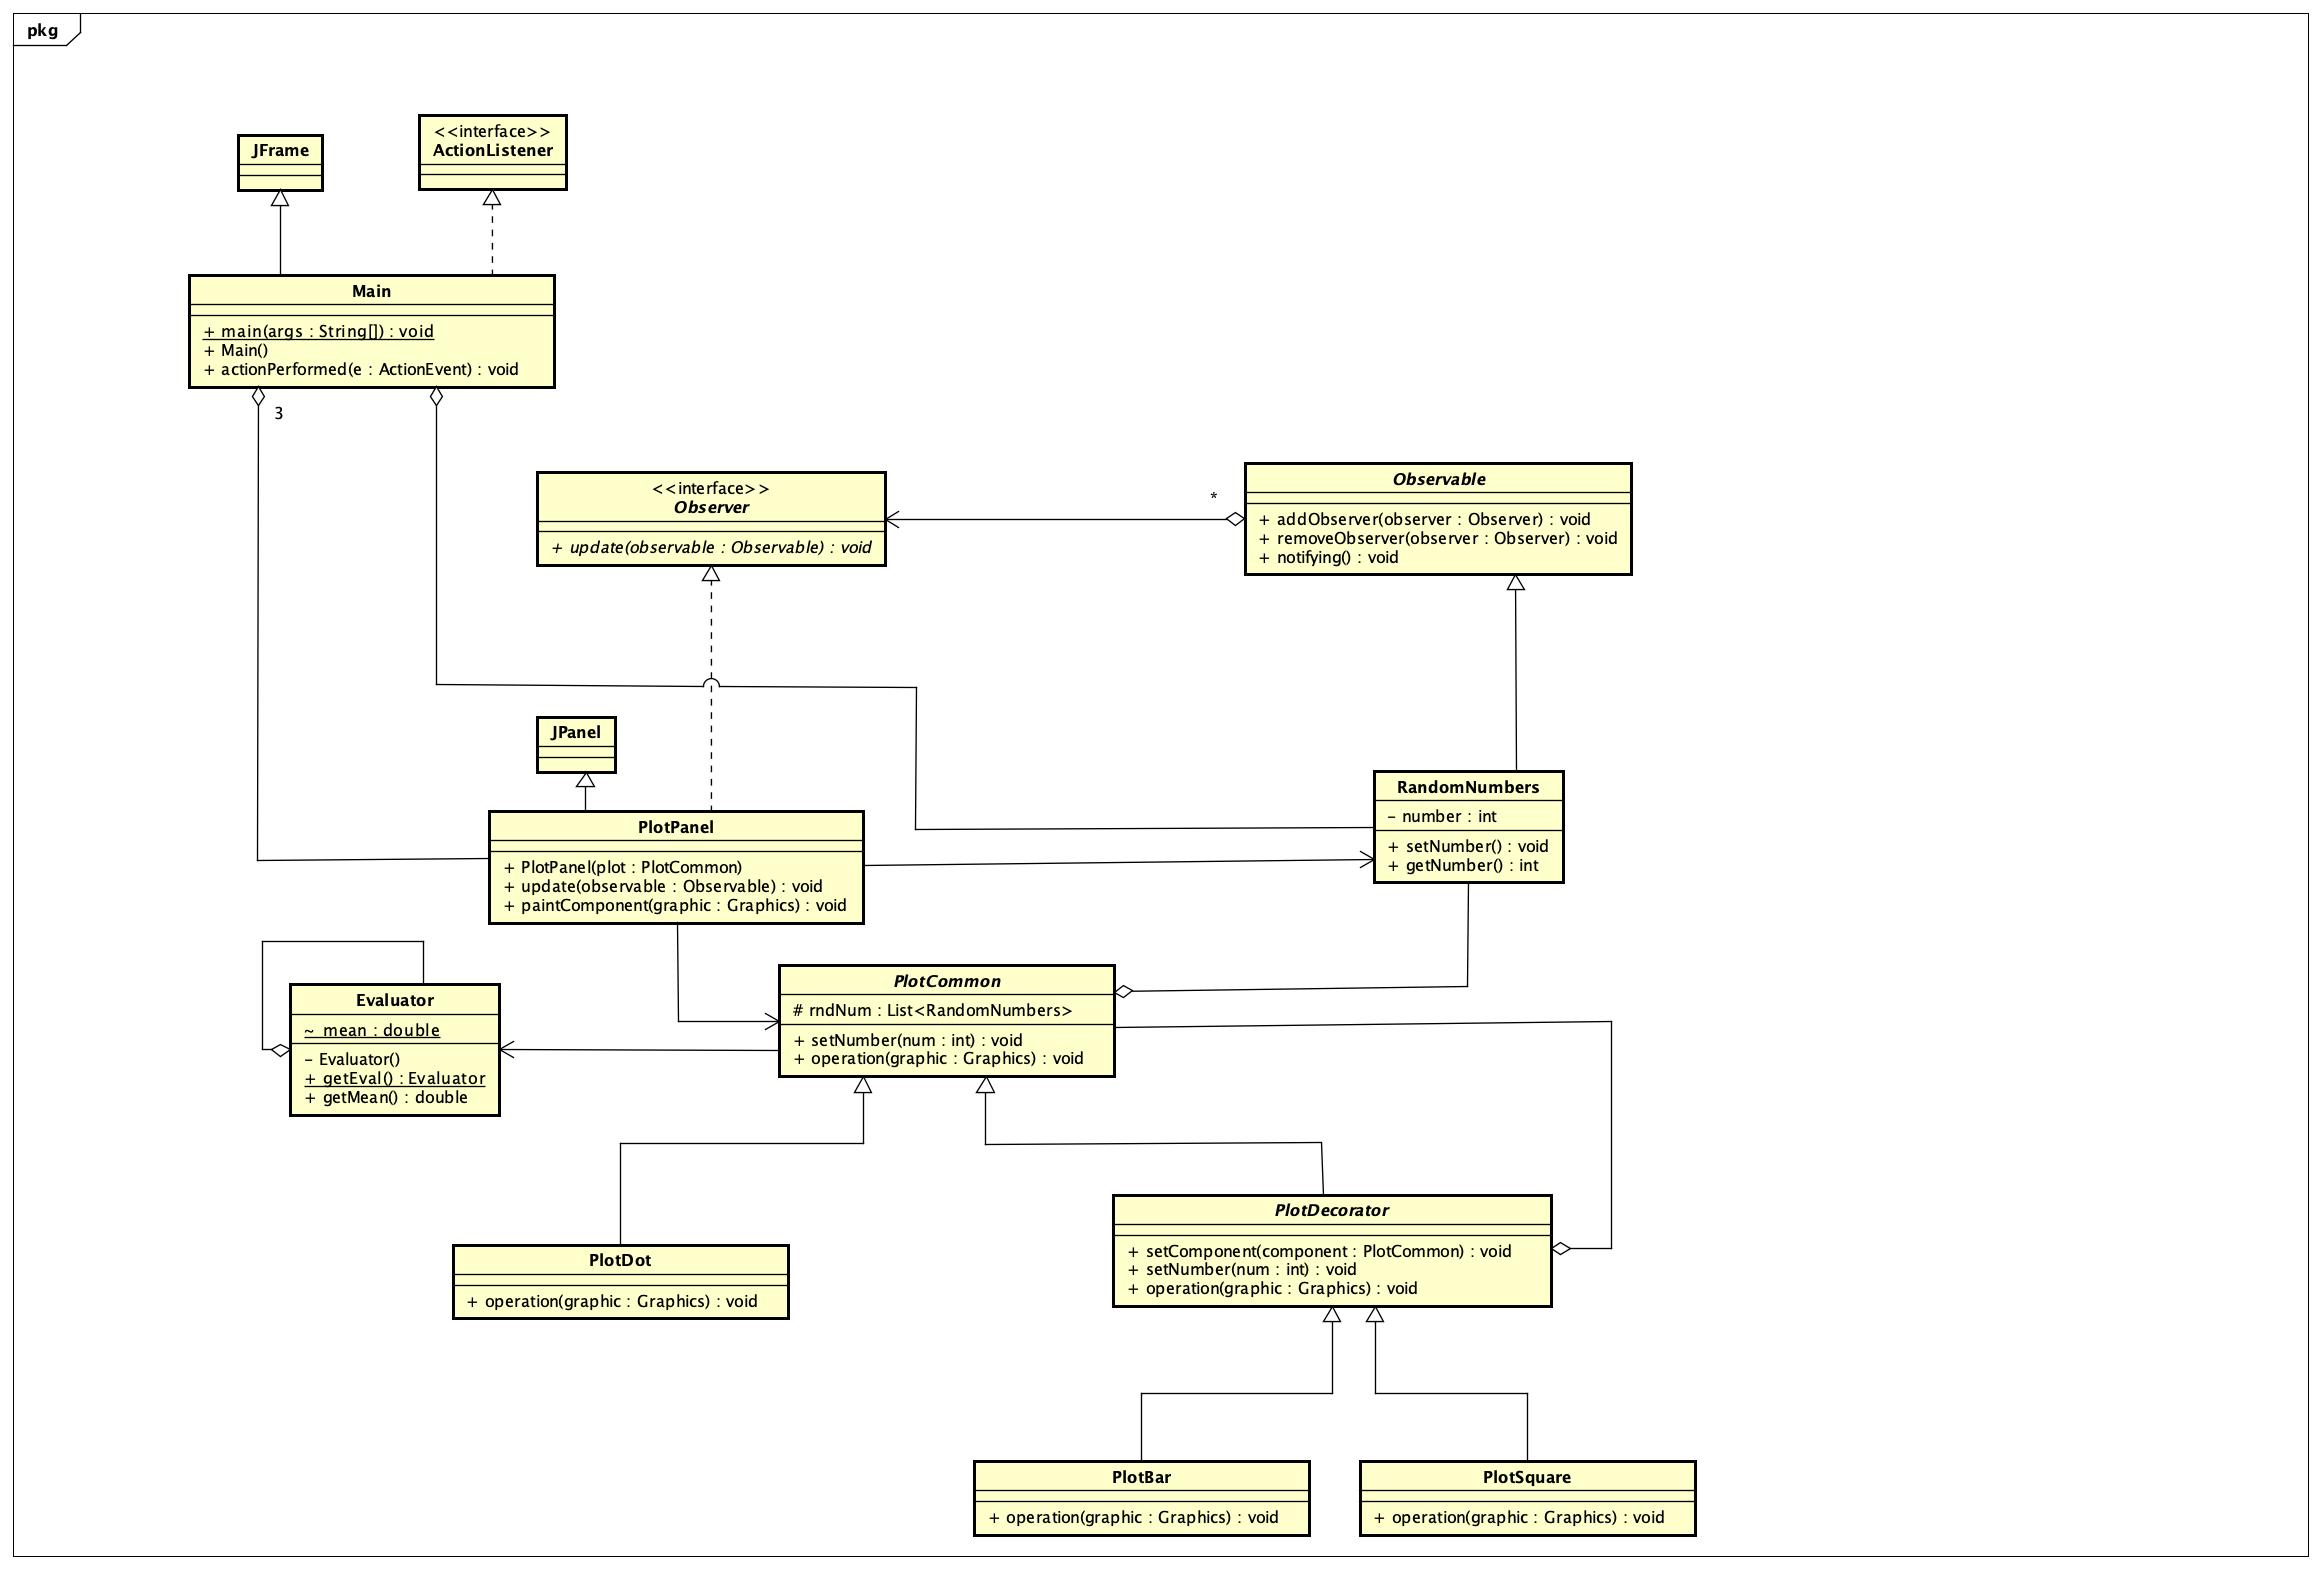 pkg
JFrame
<<interface>>
ActionListener
Main
+ main(args : String[]) : void
+ Main()
+ actionPerformed(e : ActionEvent) : void
3
<<interface>>
Observer
+ update(observable : Observable) : void
*
Observable
+ addObserver(observer : Observer) : void
+ removeObserver(observer : Observer) : void
+ notifying() : void
JPanel
PlotPanel
+ PlotPanel(plot : PlotCommon)
+ update(observable : Observable) : void
+ paintComponent(graphic : Graphics) : void
RandomNumbers
- number : int
+ setNumber() : void
+ getNumber() : int
Evaluator
~ mean : double
- Evaluator()
+ getEval() : Evaluator
+ getMean() : double
PlotCommon
# rndNum : List<RandomNumbers>
+ setNumber(num : int) : void
+ operation(graphic : Graphics) : void
PlotDot
+ operation(graphic : Graphics) : void
PlotDecorator
+ setComponent(component : PlotCommon) : void
+ setNumber(num : int) : void
+ operation(graphic : Graphics) : void
PlotBar
+ operation(graphic : Graphics) : void
PlotSquare
+ operation(graphic : Graphics) : void